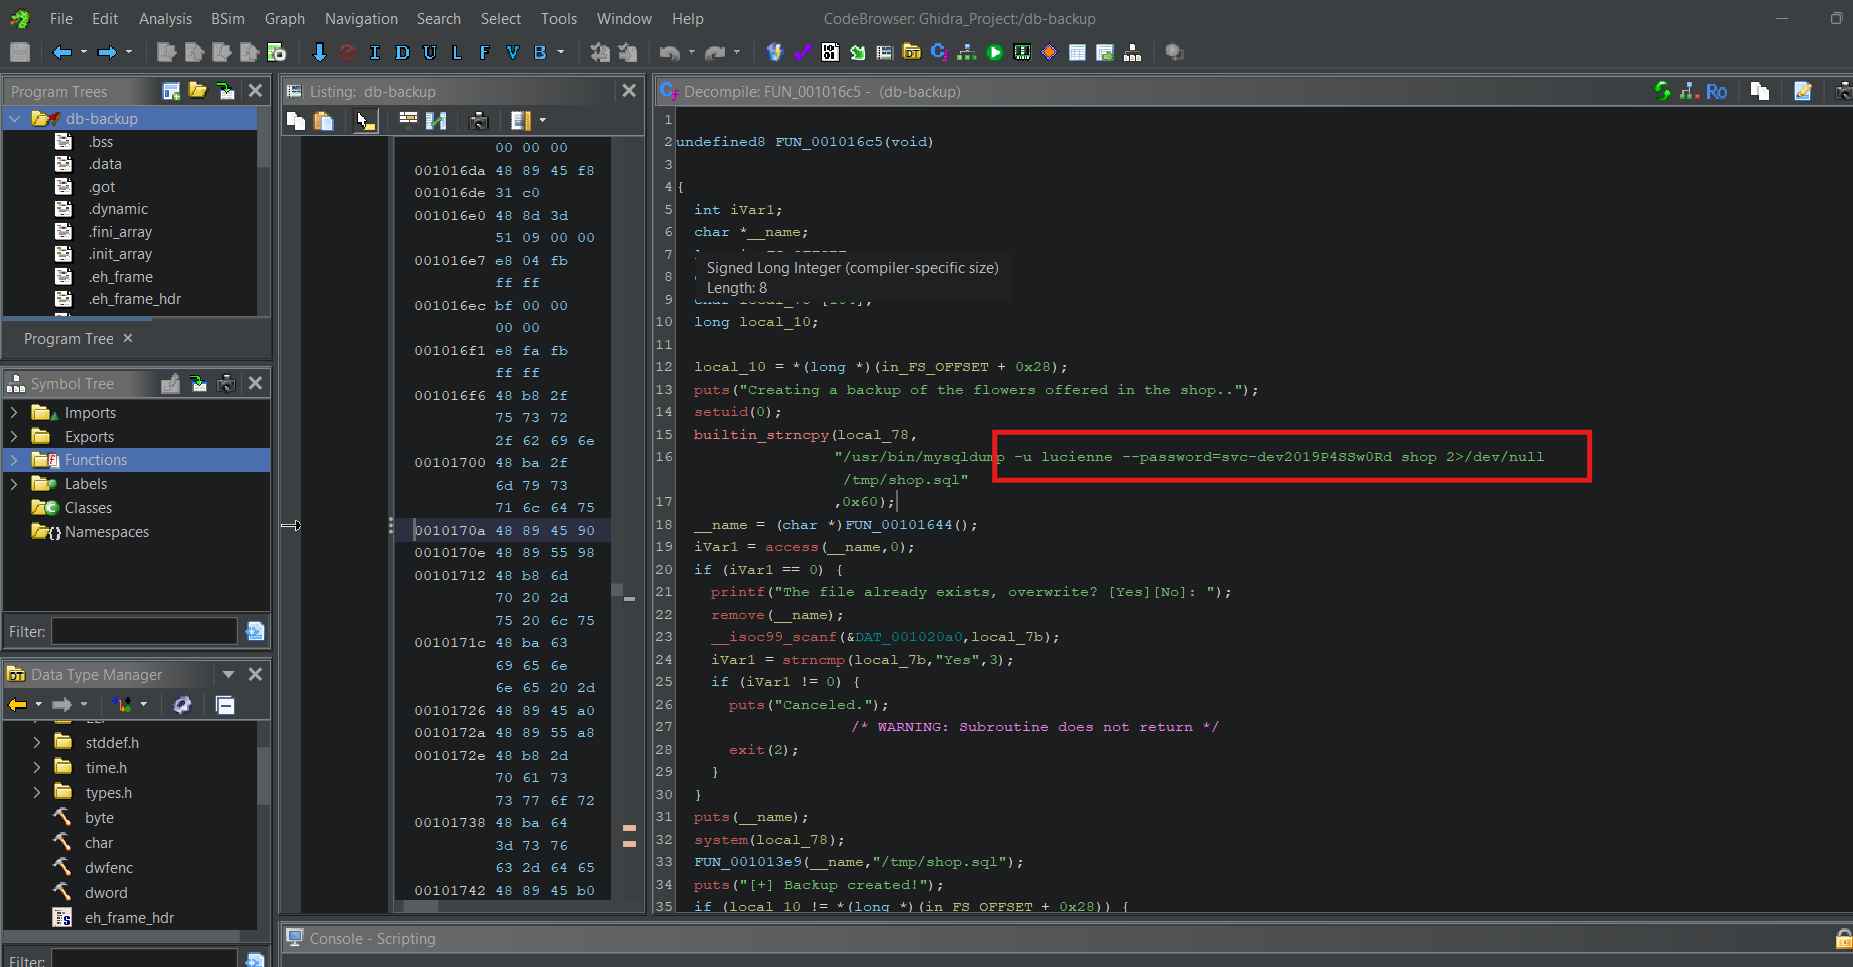 File Edit Analysis BSim Graph Navigation Search Select Tools Window Help
CodeBrowser: Ghidra_Project:/db-backup
I D U L F V B
Program Trees
db-backup
.bss
.data
.got
.dynamic
.fini_array
.init_array
.eh_frame
.eh_frame_hdr
Program Tree
Symbol Tree
Imports
Exports
Functions
Labels
Classes
Namespaces
Filter:
Data Type Manager
stddef.h
time.h
types.h
byte
char
dwfenc
dword
eh_frame_hdr
Filter:
Listing: db-backup
00 00 00
001016da 48 89 45 f8
001016de 31 c0
001016e0 48 8d 3d
51 09 00 00
001016e7 e8 04 fb
ff ff
001016ec bf 00 00
00 00
001016f1 e8 fa fb
ff ff
001016f6 48 b8 2f
75 73 72
2f 62 69 6e
00101700 48 ba 2f
6d 79 73
71 6c 64 75
0010170a 48 89 45 90
0010170e 48 89 55 98
00101712 48 b8 6d
70 20 2d
75 20 6c 75
0010171c 48 ba 63
69 65 6e
6e 65 20 2d
00101726 48 89 45 a0
0010172a 48 89 55 a8
0010172e 48 b8 2d
70 61 73
73 77 6f 72
00101738 48 ba 64
3d 73 76
63 2d 64 65
00101742 48 89 45 b0
Decompile: FUN_001016c5 - (db-backup)
Ro
1
2 undefined8 FUN_001016c5(void)
3
4 {
5 int iVar1;
6 char *__name;
7
8
9
Signed Long Integer (compiler-specific size)
Length: 8
10 long local_10;
11
12 local_10 = *(long *)(in_FS_OFFSET + 0x28);
13 puts("Creating a backup of the flowers offered in the shop..");
14 setuid(0);
15 builtin_strncpy(local_78,
16 "/usr/bin/mysqldump -u lucienne --password=svc-dev2019P4SSw0Rd shop 2>/dev/null
/tmp/shop.sql"
17 ,0x60);
18 __name = (char *)FUN_00101644();
19 iVar1 = access(__name,0);
20 if (iVar1 == 0) {
21 printf("The file already exists, overwrite? [Yes][No]: ");
22 remove(__name);
23 __isoc99_scanf(&DAT_001020a0,local_7b);
24 iVar1 = strncmp(local_7b,"Yes",3);
25 if (iVar1 != 0) {
26 puts("Canceled.");
27 /* WARNING: Subroutine does not return */
28 exit(2);
29 }
30 }
31 puts(__name);
32 system(local_78);
33 FUN_001013e9(__name,"/tmp/shop.sql");
34 puts("[+] Backup created!");
35 if (local_10 != *(long *)(in_FS_OFFSET + 0x28)) {
Console - Scripting